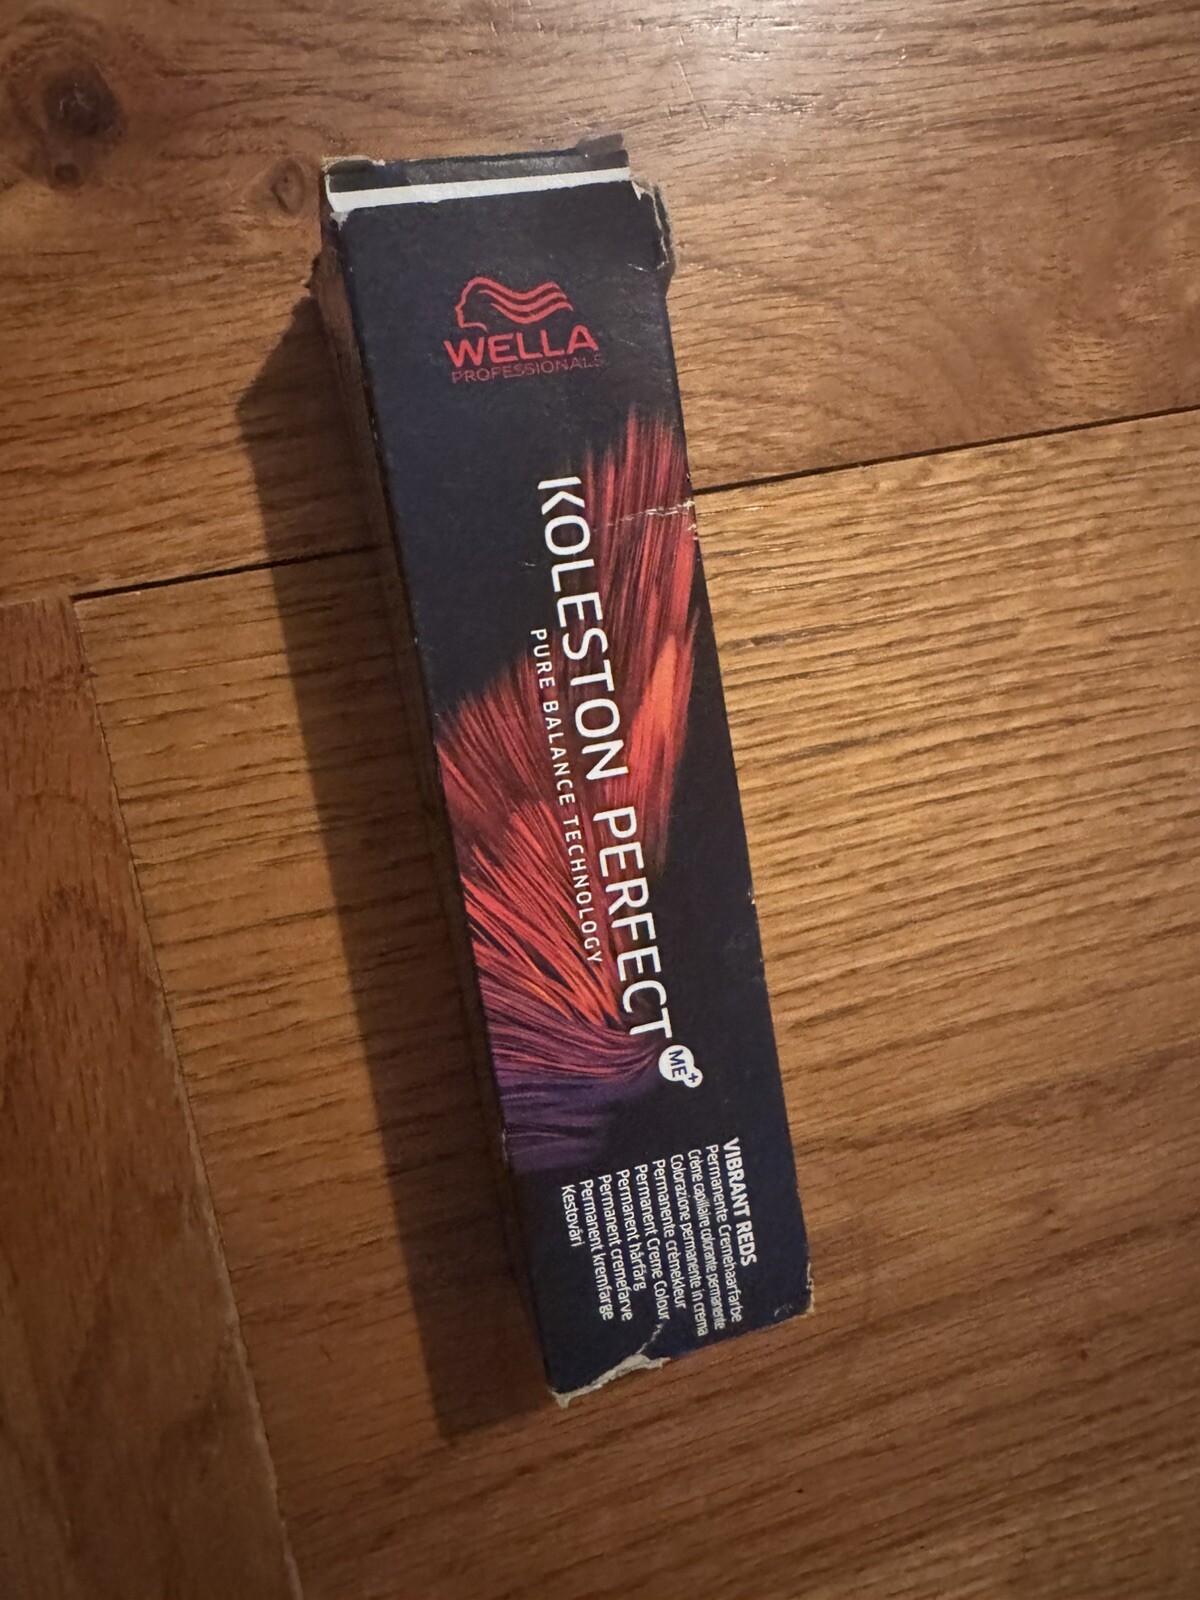 WELLA
PROFESSIONALS
KOLESTON PERFECT
ME+
PURE BALANCE TECHNOLOGY
VIBRANT REDS
Permanente Cremehaarfarbe
Crème capillaire colorante permanente
Colorazione permanente in crema
Permanente crèmekleur
Permanent Creme Colour
Permanent hårfärg
Permanent cremefarve
Permanent kremfarge
Kestoväri